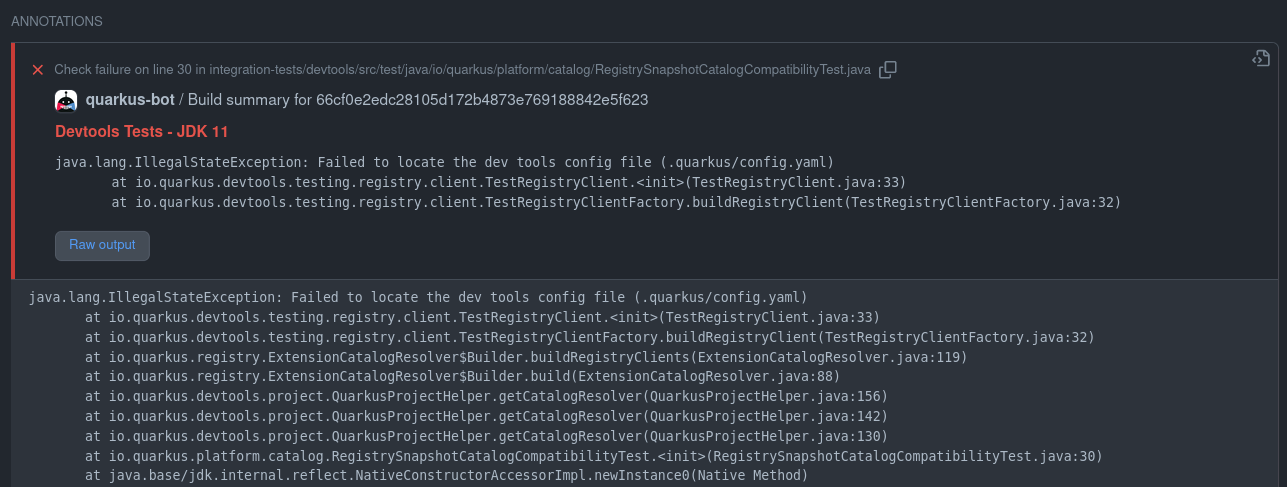 ANNOTATIONS
Check failure on line 30 in integration-tests/devtools/src/test/java/io/quarkus/platform/catalog/RegistrySnapshotCatalogCompatibilityTest.java
quarkus-bot / Build summary for 66cf0e2edc28105d172b4873e769188842e5f623
Devtools Tests - JDK 11
java.lang.IllegalStateException: Failed to locate the dev tools config file (.quarkus/config.yaml)
at io.quarkus.devtools.testing.registry.client.TestRegistryClient.<init>(TestRegistryClient.java:33)
at io.quarkus.devtools.testing.registry.client.TestRegistryClientFactory.buildRegistryClient(TestRegistryClientFactory.java:32)
Raw output
java.lang.IllegalStateException: Failed to locate the dev tools config file (.quarkus/config.yaml)
at io.quarkus.devtools.testing.registry.client.TestRegistryClient.<init>(TestRegistryClient.java:33)
at io.quarkus.devtools.testing.registry.client.TestRegistryClientFactory.buildRegistryClient(TestRegistryClientFactory.java:32)
at io.quarkus.registry.ExtensionCatalogResolver$Builder.buildRegistryClients(ExtensionCatalogResolver.java:119)
at io.quarkus.registry.ExtensionCatalogResolver$Builder.build(ExtensionCatalogResolver.java:88)
at io.quarkus.devtools.project.QuarkusProjectHelper.getCatalogResolver(QuarkusProjectHelper.java:156)
at io.quarkus.devtools.project.QuarkusProjectHelper.getCatalogResolver(QuarkusProjectHelper.java:142)
at io.quarkus.devtools.project.QuarkusProjectHelper.getCatalogResolver(QuarkusProjectHelper.java:130)
at io.quarkus.platform.catalog.RegistrySnapshotCatalogCompatibilityTest.<init>(RegistrySnapshotCatalogCompatibilityTest.java:30)
at java.base/jdk.internal.reflect.NativeConstructorAccessorImpl.newInstance0(Native Method)